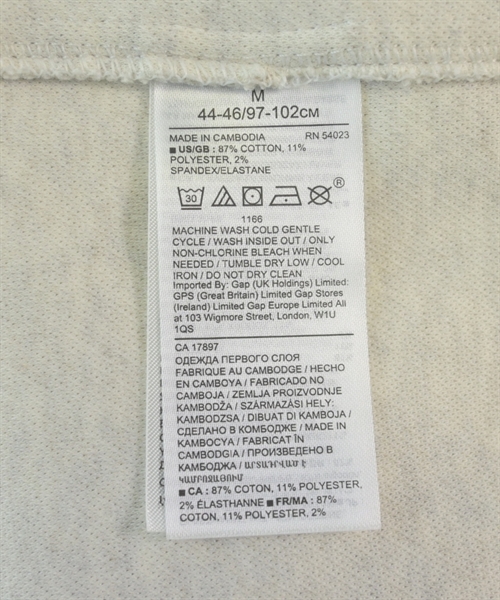 M
44-46/97-102см
MADE IN CAMBODIA RN 54023
■ US/GB : 87% COTTON, 11%
POLYESTER, 2%
SPANDEX/ELASTANE
30 ®
1166
MACHINE WASH COLD GENTLE
CYCLE / WASH INSIDE OUT / ONLY
NON-CHLORINE BLEACH WHEN
NEEDED / TUMBLE DRY LOW / COOL
IRON / DO NOT DRY CLEAN
Imported By: Gap (UK Holdings) Limited:
GPS (Great Britain) Limited Gap Stores
(Ireland) Limited Gap Europe Limited All
at 103 Wigmore Street, London, W1U
1QS
CA 17897
ОДЕЖДА ПЕРВОГО СЛОЯ
FABRIQUE AU CAMBODGE / HECHO
EN CAMBOYA / FABRICADO NO
CAMBOJA / ZEMLJA PROIZVODNJE
KAMBODŽA / SZÁRMAZÁSI HELY:
KAMBODZSA / DIBUAT DI KAMBOJA /
СДЕЛАНО В КОМБОДЖЕ / MADE IN
KAMBOCYA / FABRICAT ÎN
CAMBODGIA / ПРОИЗВЕДЕНО В
КАМБОДЖА / ԱՐՏԱԴՐՎԱԾ Է
ԿԱՄԲՈՋԱՅՈՒՄ
■ CA : 87% COTTON, 11% POLYESTER,
2% ÉLASTHANNE ■ FR/MA : 87%
COTON, 11% POLYESTER, 2%